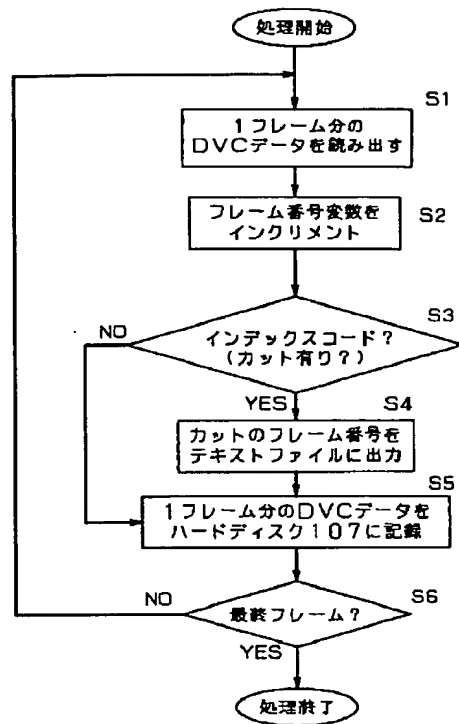 処理開始
S1
1フレーム分の
DVCデータを読み出す
フレーム番号変数を
インクリメント
S2
S3
NO
インデックスコード?
(カット有り?)
YES
S4
カットのフレーム番号を
テキストファイルに出力
S5
1フレーム分のDVCデータを
ハードディスク107に記録
NO
S6
最終フレーム?
YES
処理終了